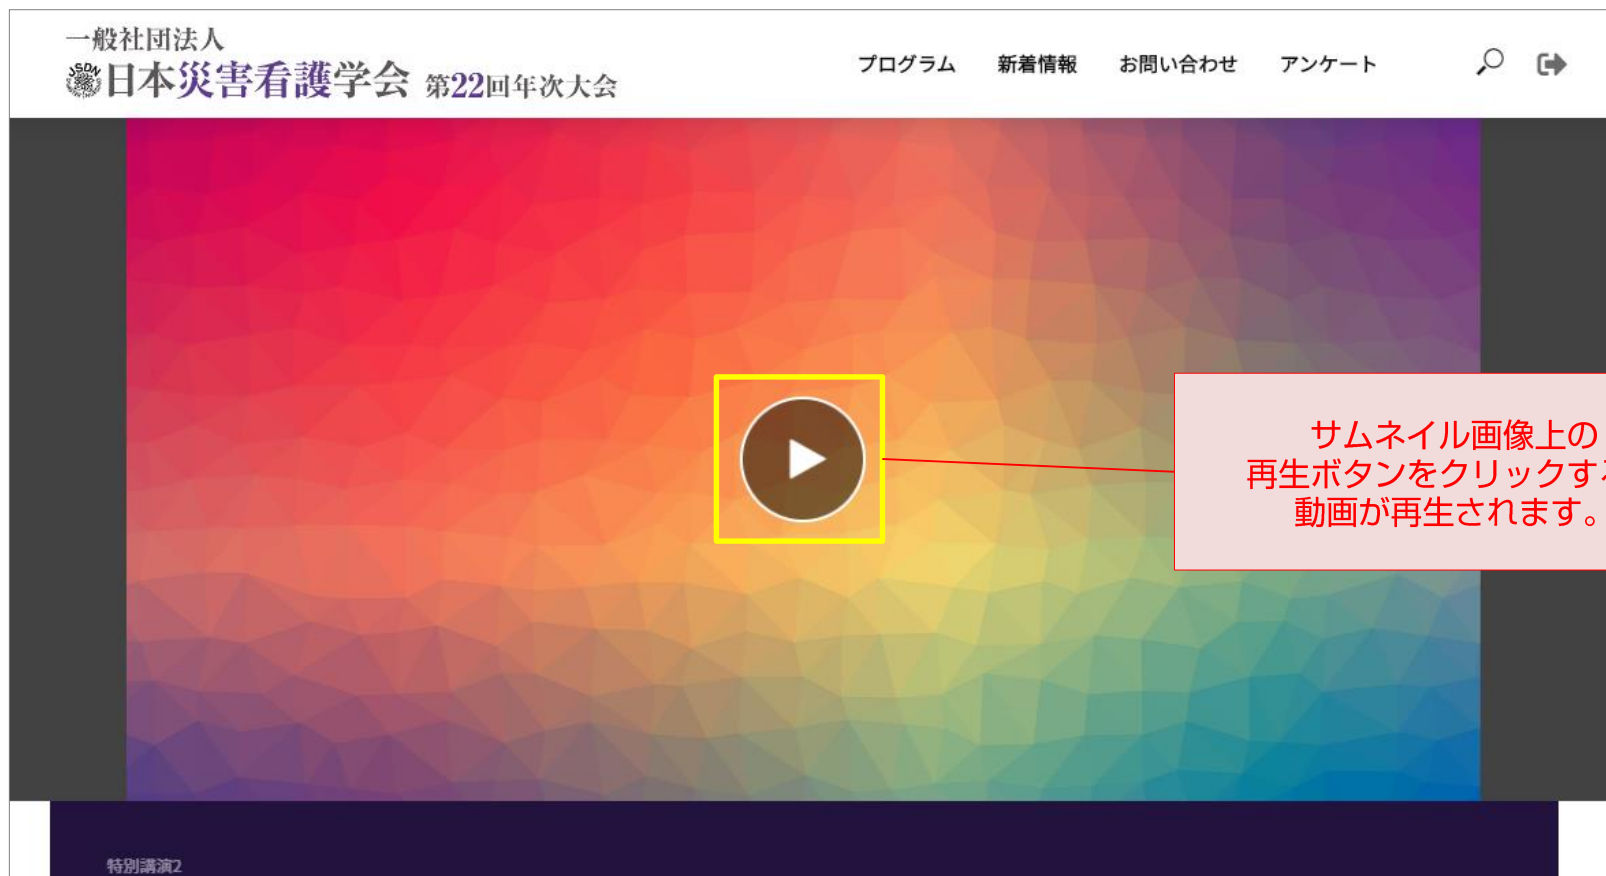 一般社団法人
JSDN 日本災害看護学会 第22回年次大会
プログラム 新着情報 お問い合わせ アンケート
サムネイル画像上の
再生ボタンをクリックす
動画が再生されます。
特別講演2